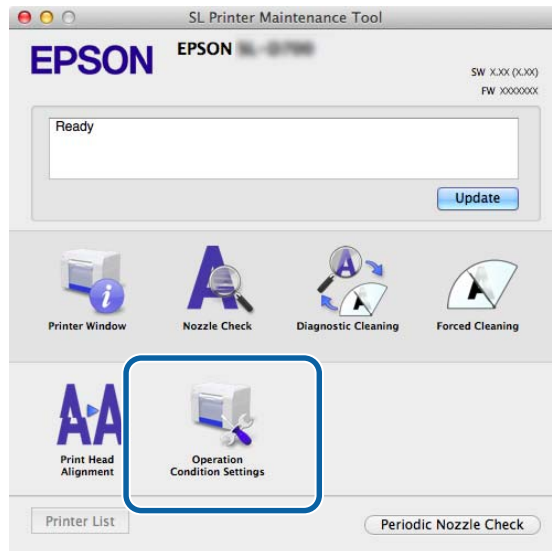 SL Printer Maintenance Tool
EPSON
EPSON
SW X.XX (X.XX)
FW XXXXXXX
Ready
Update
Printer Window
Nozzle Check
Diagnostic Cleaning
Forced Cleaning
Print Head
Alignment
Operation
Condition Settings
Printer List
Periodic Nozzle Check